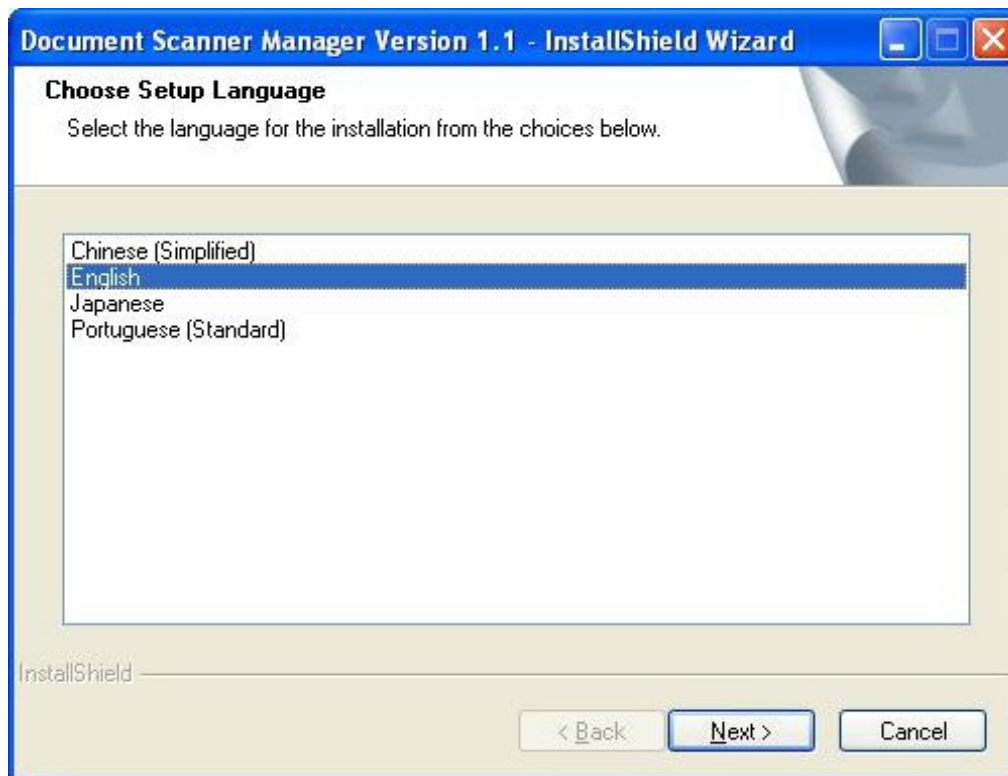 Document Scanner Manager Version 1.1 - InstallShield Wizard
Choose Setup Language
Select the language for the installation from the choices below.
Chinese (Simplified)
English
Japanese
Portuguese (Standard)
InstallShield
< Back
Next >
Cancel